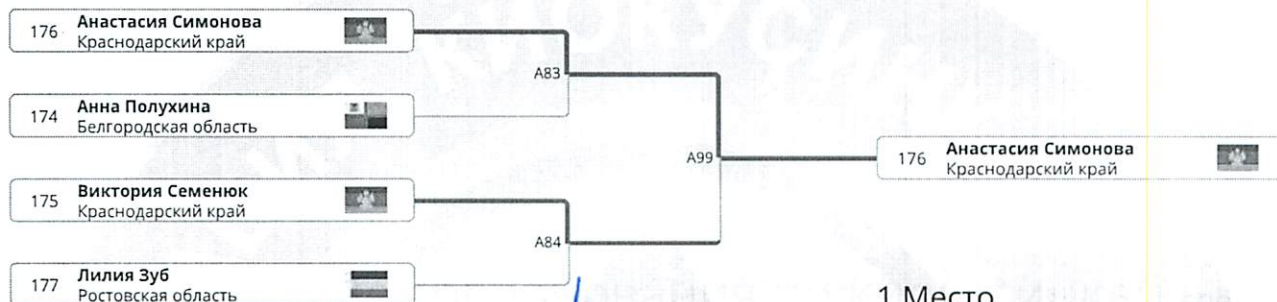 176 Анастасия Симонова
Краснодарский край
A83
174 Анна Полухина
Белгородская область
A99
176 Анастасия Симонова
Краснодарский край
175 Виктория Семенюк
Краснодарский край
A84
177 Лилия Зуб
Ростовская область
1 Место